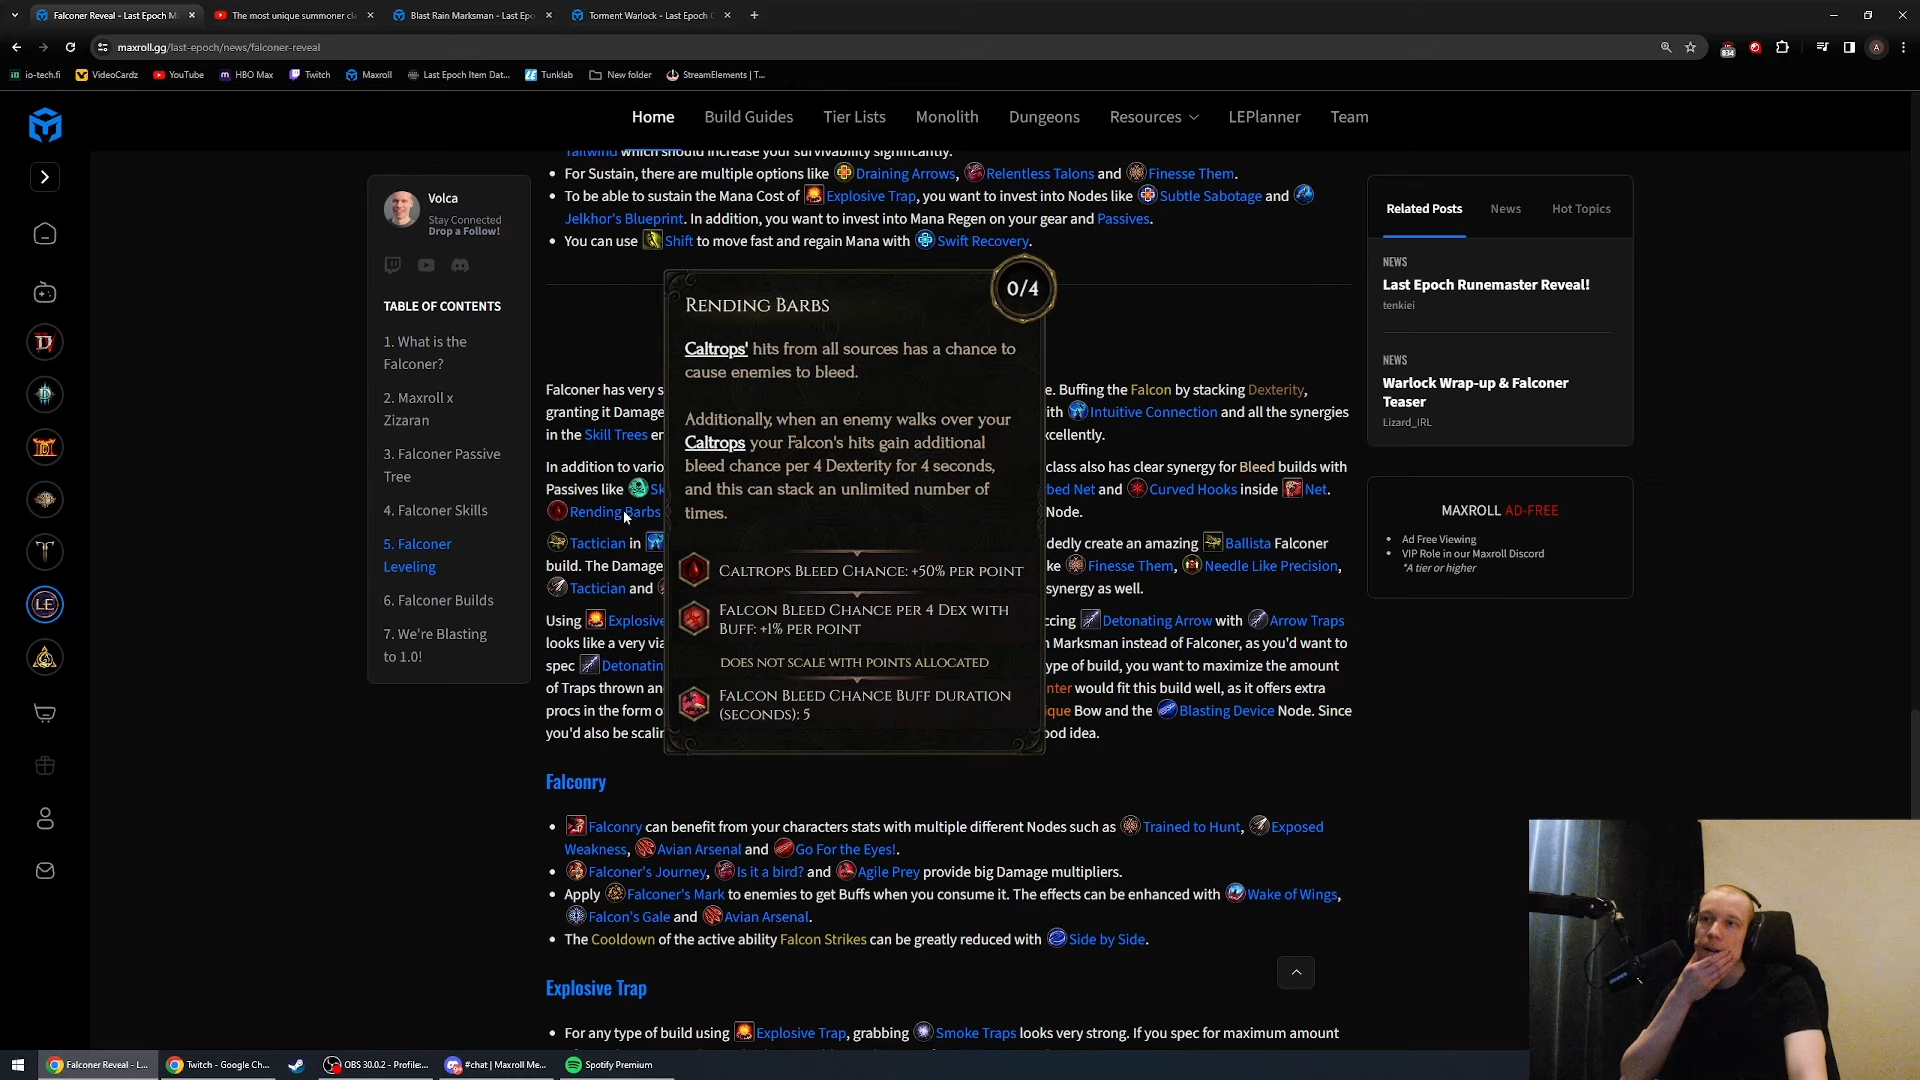 Falconer Reveal - Last Epoch M
The most unique summoner cla
Blast Rain Marksman - Last Epo
Torment Warlock - Last Epoch
maxroll.gg/last-epoch/news/falconer-reveal
834
A
io-tech.fi
VideoCardz
YouTube
HBO Max
Twitch
Maxroll
Last Epoch Item Dat...
Tunklab
New folder
StreamElements | T...
Home
Build Guides
Tier Lists
Monolith
Dungeons
Resources
LEPlanner
Team
Volca
Stay Connected
Drop a Follow!
TABLE OF CONTENTS
1. What is the
Falconer?
2. Maxroll x
Zizaran
3. Falconer Passive
Tree
4. Falconer Skills
5. Falconer
Leveling
6. Falconer Builds
7. We're Blasting
to 1.0!
LE
Tailwind which should increase your survivability significantly.
• For Sustain, there are multiple options like Draining Arrows, Relentless Talons and Finesse Them.
• To be able to sustain the Mana Cost of Explosive Trap, you want to invest into Nodes like Subtle Sabotage and
Jelkhor's Blueprint. In addition, you want to invest into Mana Regen on your gear and Passives.
• You can use Shift to move fast and regain Mana with Swift Recovery.
Falconer has very s
e. Buffing the Falcon by stacking Dexterity,
granting it Damage
ith Intuitive Connection and all the synergies
in the Skill Trees en
xcellently.
In addition to vario
class also has clear synergy for Bleed builds with
Passives like Sk
bed Net and Curved Hooks inside Net.
Rending Barbs
Node.
Tactician in
dedly create an amazing Ballista Falconer
build. The Damage
ke Finesse Them, Needle Like Precision,
Tactician and
synergy as well.
Using Explosive
ccing Detonating Arrow with Arrow Traps
looks like a very via
Marksman instead of Falconer, as you'd want to
spec Detonatin
ype of build, you want to maximize the amount
of Traps thrown an
nter would fit this build well, as it offers extra
procs in the form o
ique Bow and the Blasting Device Node. Since
you'd also be scalin
ood idea.
RENDING BARBS
0/4
Caltrops' hits from all sources has a chance to
cause enemies to bleed.
Additionally, when an enemy walks over your
Caltrops your Falcon's hits gain additional
bleed chance per 4 Dexterity for 4 seconds,
and this can stack an unlimited number of
times.
CALTROPS BLEED CHANCE: +50% PER POINT
FALCON BLEED CHANCE PER 4 DEX WITH
BUFF: +1% PER POINT
DOES NOT SCALE WITH POINTS ALLOCATED
FALCON BLEED CHANCE BUFF DURATION
(SECONDS): 5
Falconry
• Falconry can benefit from your characters stats with multiple different Nodes such as Trained to Hunt, Exposed
Weakness, Avian Arsenal and Go For the Eyes!.
• Falconer's Journey, Is it a bird? and Agile Prey provide big Damage multipliers.
• Apply Falconer's Mark to enemies to get Buffs when you consume it. The effects can be enhanced with Wake of Wings,
Falcon's Gale and Avian Arsenal.
• The Cooldown of the active ability Falcon Strikes can be greatly reduced with Side by Side.
Explosive Trap
• For any type of build using Explosive Trap, grabbing Smoke Traps looks very strong. If you spec for maximum amount
Related Posts
News
Hot Topics
NEWS
Last Epoch Runemaster Reveal!
tenkiei
NEWS
Warlock Wrap-up & Falconer
Teaser
Lizard_IRL
MAXROLL AD-FREE
• Ad Free Viewing
• VIP Role in our Maxroll Discord
*A tier or higher
Falconer Reveal - L...
Twitch - Google Ch...
OBS 30.0.2 - Profile:...
#chat | Maxroll Me...
Spotify Premium